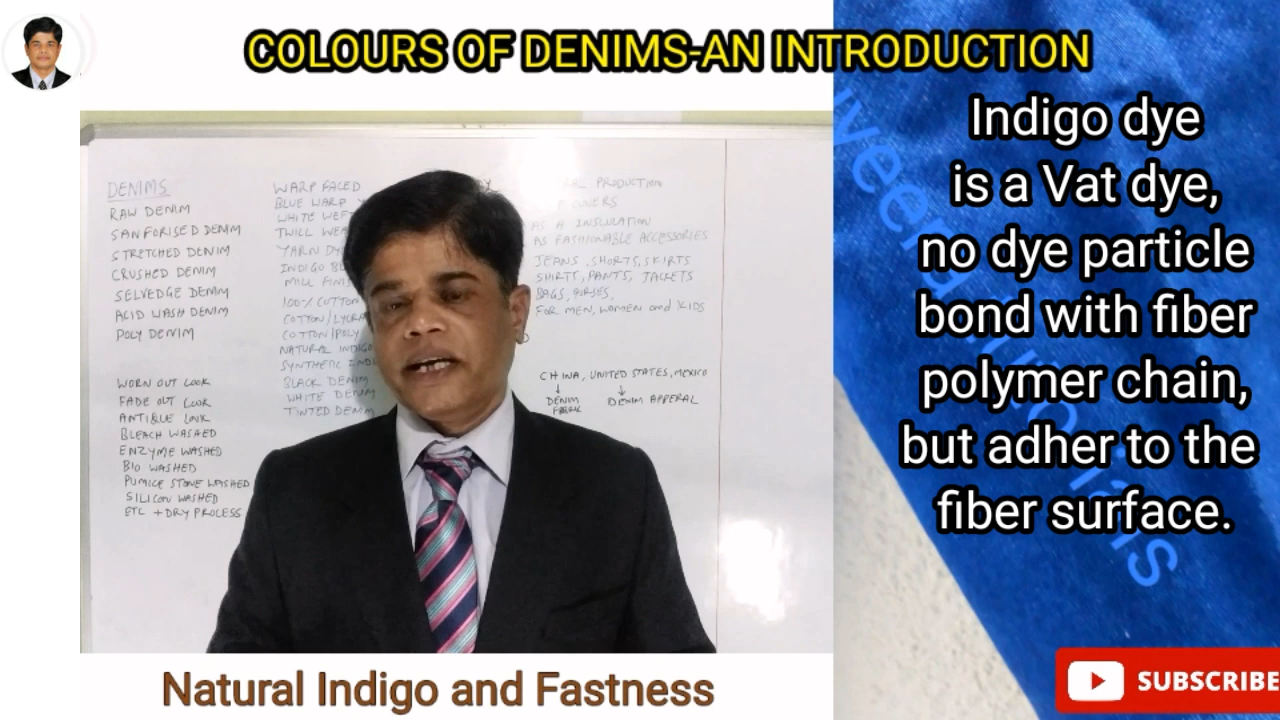 COLOURS OF DENIMS-AN INTRODUCTION
Indigo dye
is a Vat dye,
no dye particle
bond with fiber
polymer chain,
but adher to the
fiber surface.
DENIMS
RAW DENIM
SANFORISED DENIM
STRETCHED DENIM
CRUSHED DENIM
SELVEDGE DENIM
ACID WASH DENIM
POLY DENIM
WORN OUT LOOK
FADE OUT LOOK
ANTIQUE LOOK
BLEACH WASHED
ENZYME WASHED
BIO WASHED
PUMICE STONE WASHED
SILICON WASHED
ETC + DRY PROCESS
WARP FACED
BLUE WARP
WHITE WEFT
TWILL
YARN
INDIGO
MILL
100% COTTON
COTTON/LYCRA
COTTON/POLY
NATURAL INDIGO
SYNTHETIC
BLACK DENIM
WHITE DENIM
TINTED DENIM
PRODUCTION
COVERS
AS A INSULATION
AS FASHIONABLE ACCESSORIES
JEANS, SHORTS, SKIRTS
SHIRTS, PANTS, JACKETS
BAGS, PURSES,
FOR MEN, WOMEN and KIDS
CHINA, UNITED STATES, MEXICO
DENIM DENIM APPERAL
FABRIC
Natural Indigo and Fastness
SUBSCRIBE